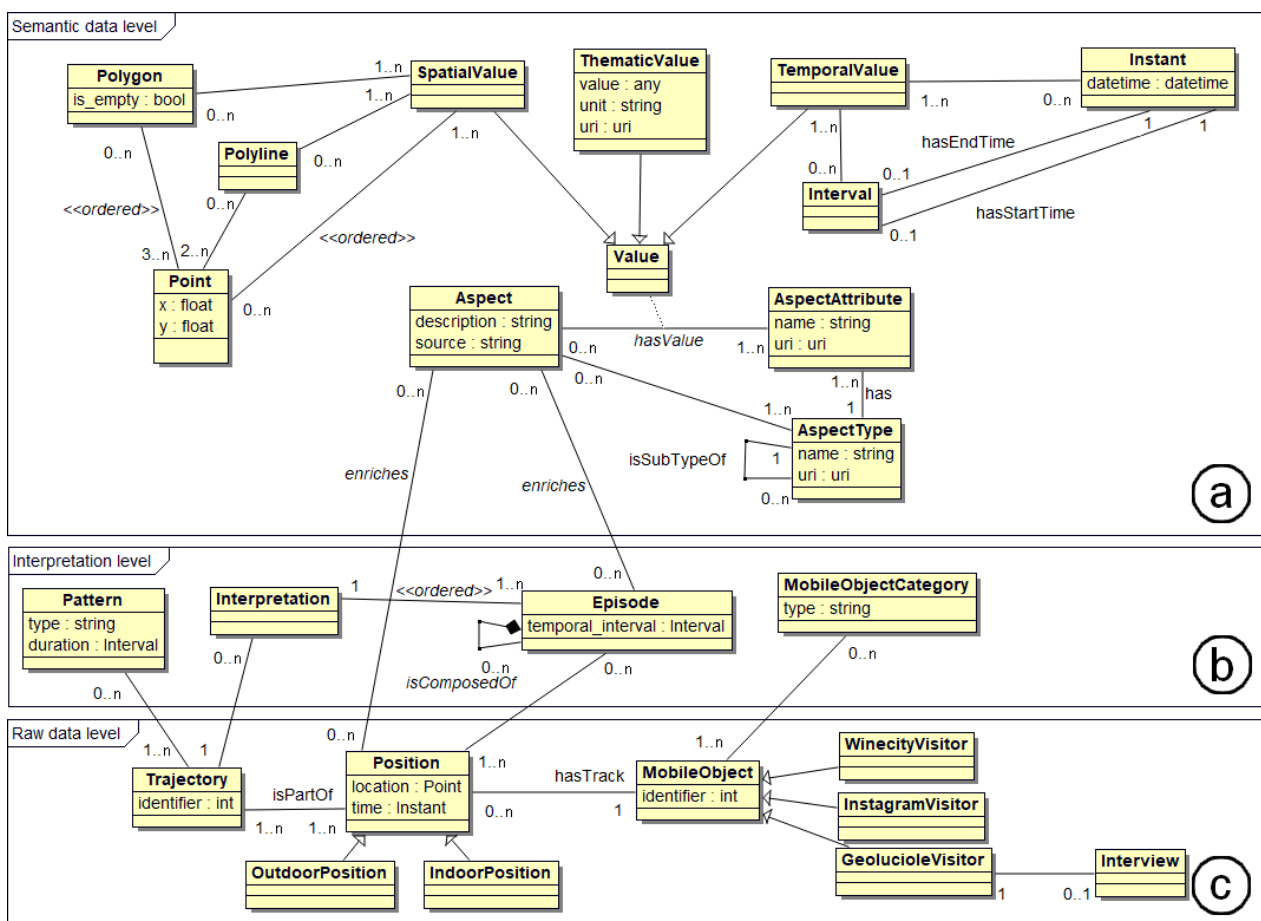 Semantic data level
Polygon
is_empty : bool
1..n
0..n
SpatialValue
1..n
1..n
ThematicValue
value : any
unit : string
uri : uri
TemporalValue
1..n
0..n
Instant
datetime : datetime
1
1
1..n
0..n
hasEndTime
0..1
Interval
hasStartTime
0..1
0..n
Polyline
0..n
0..n
<<ordered>>
<<ordered>>
3..n
2..n
Point
x : float
y : float
0..n
Value
Aspect
description : string
source : string
0..n
hasValue
1..n
AspectAttribute
name : string
uri : uri
0..n
0..n
0..n
1..n
has
1..n
1
AspectType
name : string
uri : uri
isSubTypeOf
1
0..n
enriches
enriches
a
Interpretation level
Pattern
type : string
duration : Interval
0..n
Interpretation
1
<<ordered>>
1..n
0..n
0..n
Episode
temporal_interval : Interval
0..n
isComposedOf
0..n
MobileObjectCategory
type : string
0..n
b
Raw data level
1..n
1
Trajectory
identifier : int
isPartOf
1..n
1..n
0..n
Position
location : Point
time : Instant
1..n
hasTrack
0..n
1
1..n
MobileObject
identifier : int
WinecityVisitor
InstagramVisitor
GeolucioleVisitor
1
0..1
Interview
OutdoorPosition
IndoorPosition
c